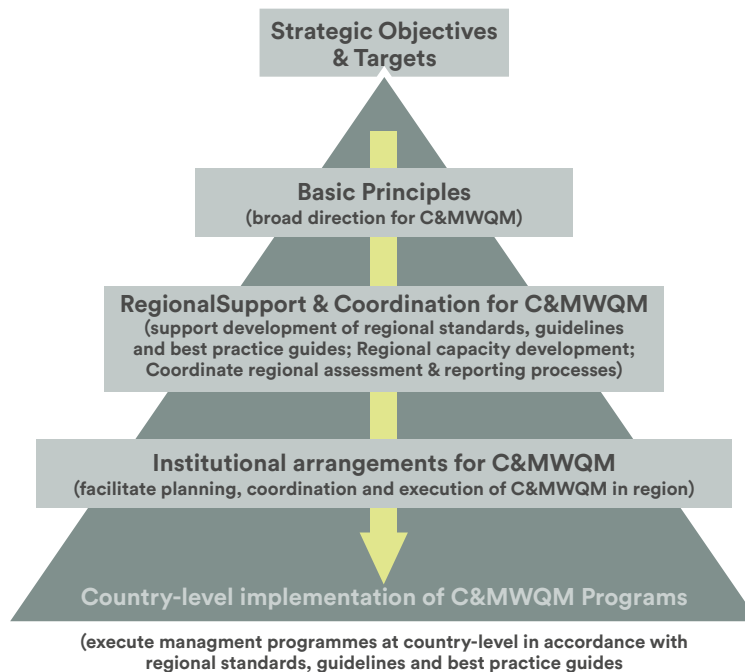 Strategic Objectives
& Targets
Basic Principles
(broad direction for C&MWQM)
RegionalSupport & Coordination for C&MWQM
(support development of regional standards, guidelines
and best practice guides; Regional capacity development;
Coordinate regional assessment & reporting processes)
Institutional arrangements for C&MWQM
(facilitate planning, coordination and execution of C&MWQM in region)
Country-level implementation of C&MWQM Programs
(execute managment programmes at country-level in accordance with
regional standards, guidelines and best practice guides